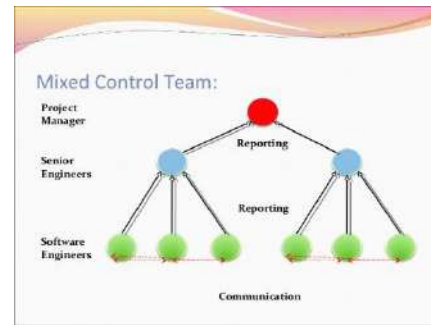 Mixed Control Team:
Project
Manager
Reporting
Senior
Engineers
Reporting
Software
Engineers
Communication